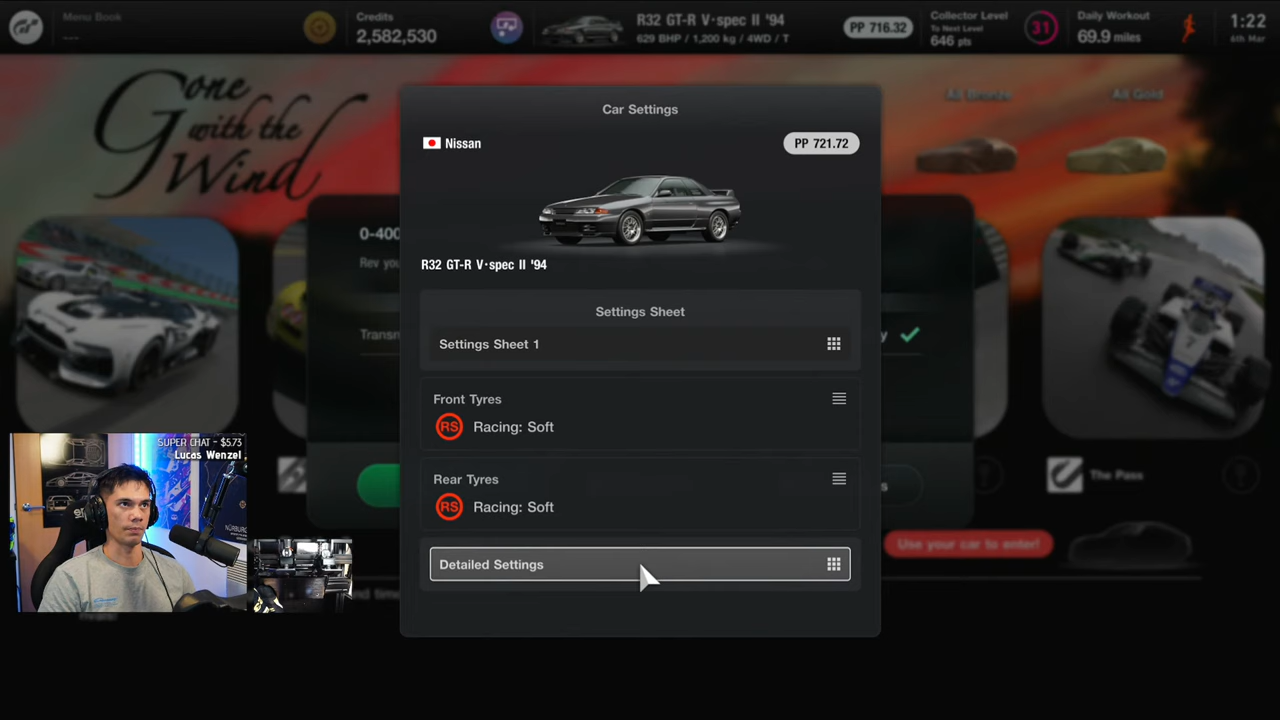 Menu Book
---
Credits
2,582,530
R32 GT-R V·spec II '94
629 BHP / 1,200 kg / 4WD / T
PP 716.32
Collector Level
To Next Level
646 pts
31
Daily Workout
69.9 miles
1:22
6th Mar
Gone
with the
Wind
All Bronze
All Gold
Car Settings
Nissan
PP 721.72
R32 GT-R V·spec II '94
0-400
Rev you
Settings Sheet
Settings Sheet 1
Transm
y
Front Tyres
RS Racing: Soft
SUPER CHAT - $5.73
Lucas Wenzel
Rear Tyres
RS Racing: Soft
s
The Pass
Use your car to enter!
Detailed Settings